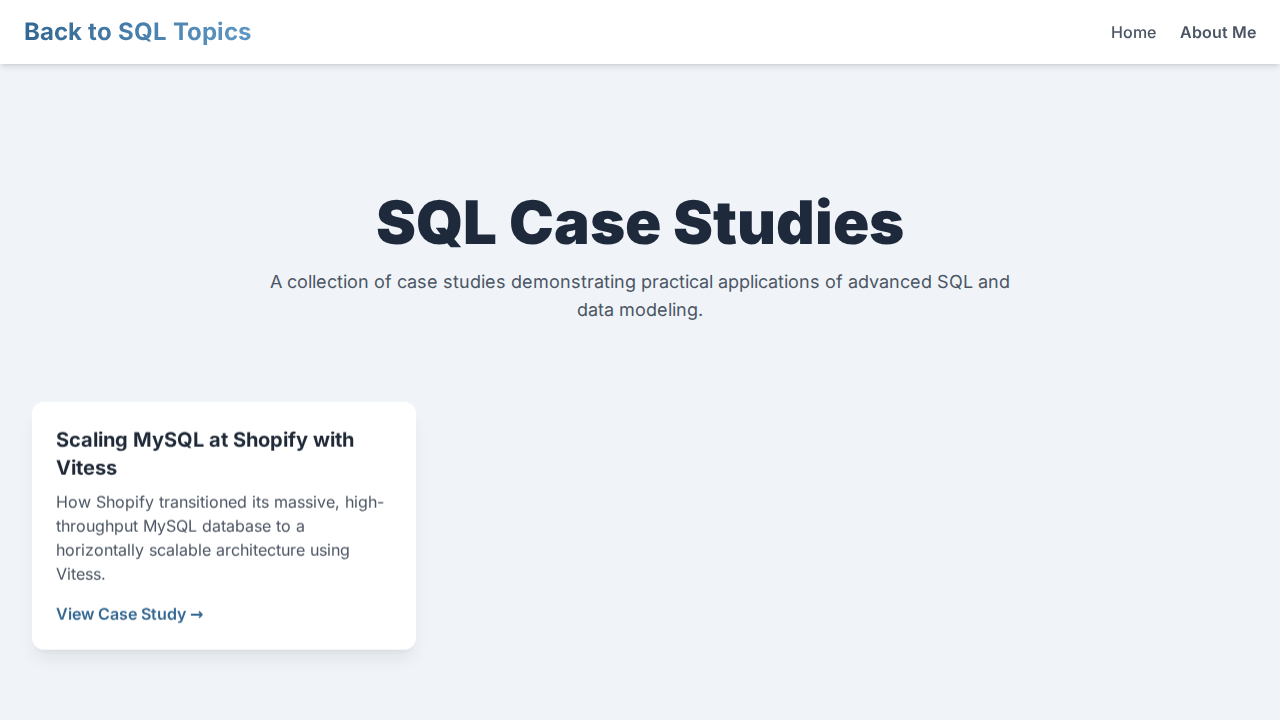 Back to SQL Topics
Home
About Me
SQL Case Studies
A collection of case studies demonstrating practical applications of advanced SQL and
data modeling.
Scaling MySQL at Shopify with
Vitess
How Shopify transitioned its massive, high-
throughput MySQL database to a
horizontally scalable architecture using
Vitess.
View Case Study →